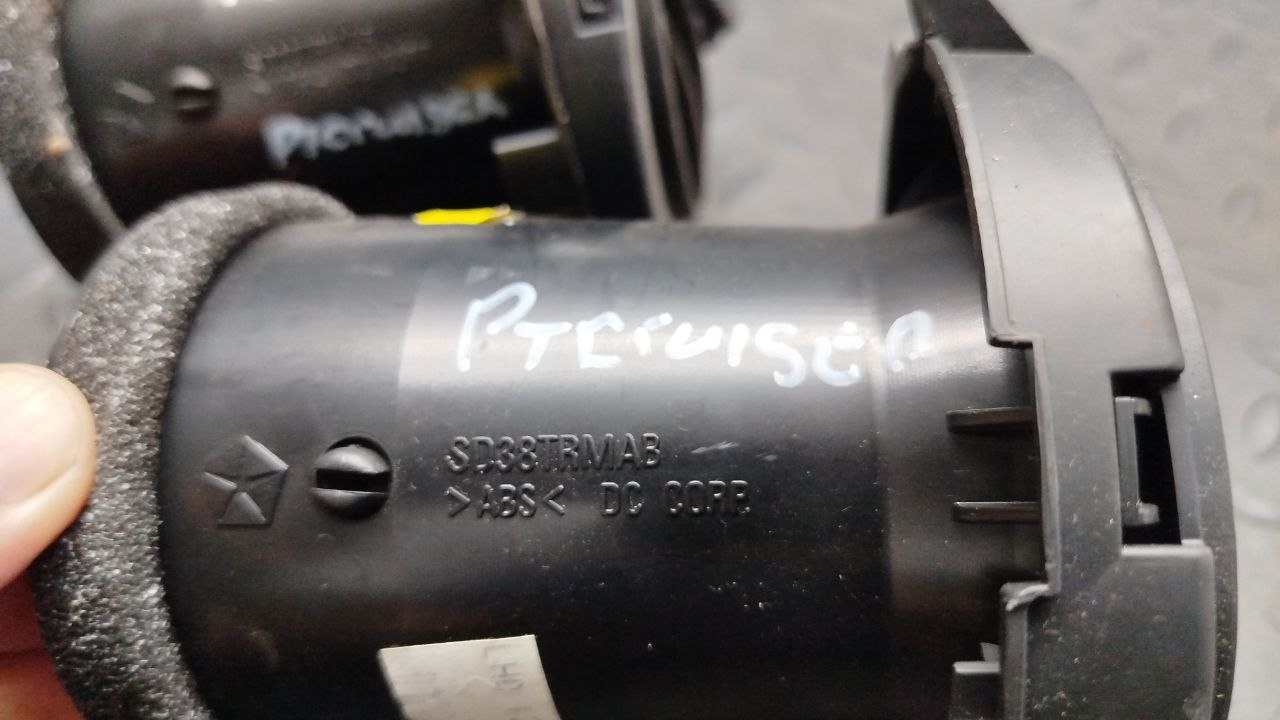 PTCruiSER
PTCruiSER
SD38TRMAB
>ABS< DC CORP.